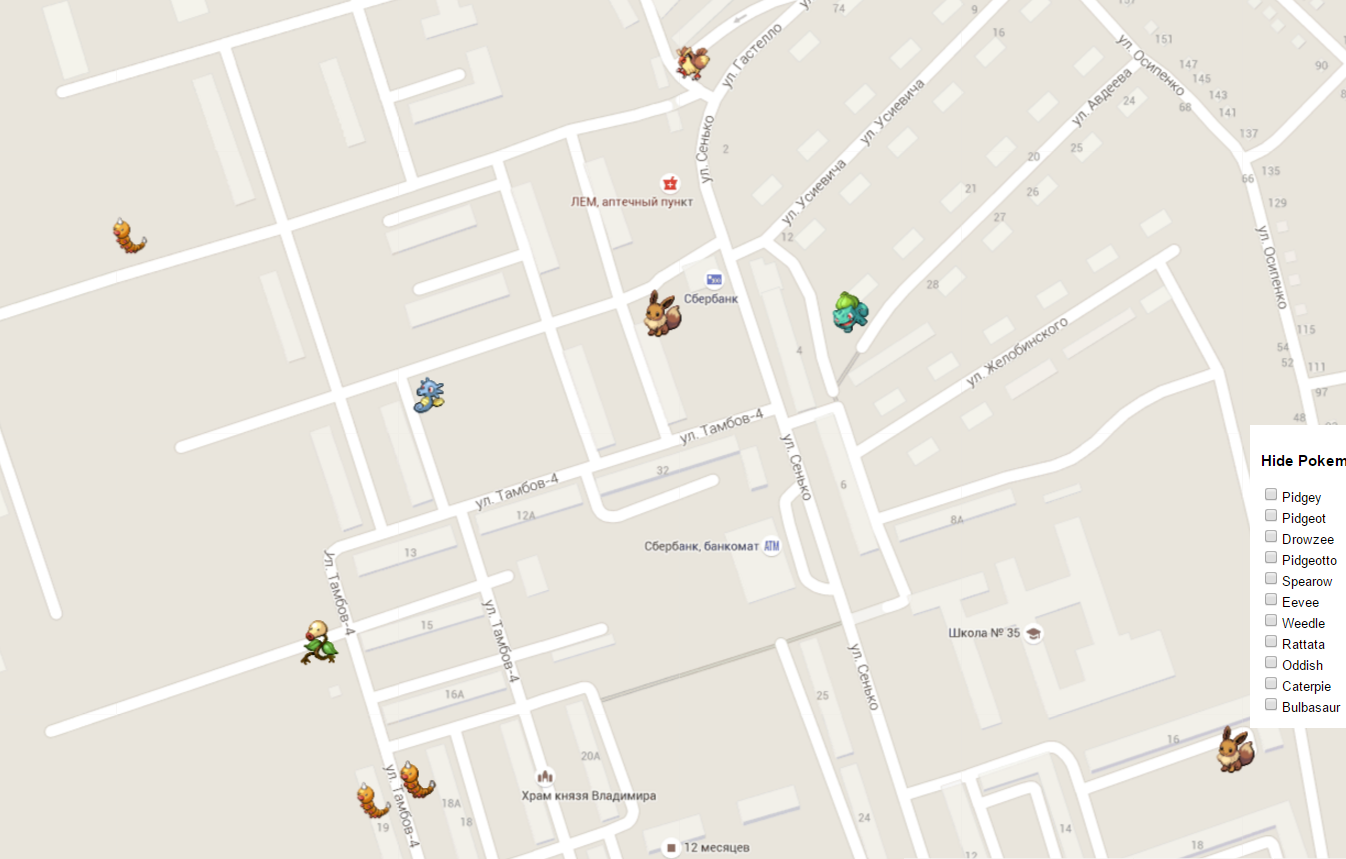 74
9
16
151
147
145
143
141
68
137
90
ул. Осипенко
ул. Гастелло
ул. Авдеева
24
25
20
26
21
27
28
ул. Усиевича
ул. Усиевича
12
ул. Сенько
2
ЛЕМ, аптечный пункт
Сбербанк
135
66
129
ул. Осипенко
115
54
52
111
97
48
4
ул. Желобинского
ул. Тамбов-4
ул. Сенько
32
ул. Тамбов-4
12А
6
8А
13
Сбербанк, банкомат
ATM
ул. Тамбов-4
15
ул. Тамбов-4
Школа № 35
ул. Сенько
16А
25
20А
16
Храм князя Владимира
ул. Тамбов-4
18А
18
19
24
14
12
18
12 месяцев
Hide Pokem
Pidgey
Pidgeot
Drowzee
Pidgeotto
Spearow
Eevee
Weedle
Rattata
Oddish
Caterpie
Bulbasaur